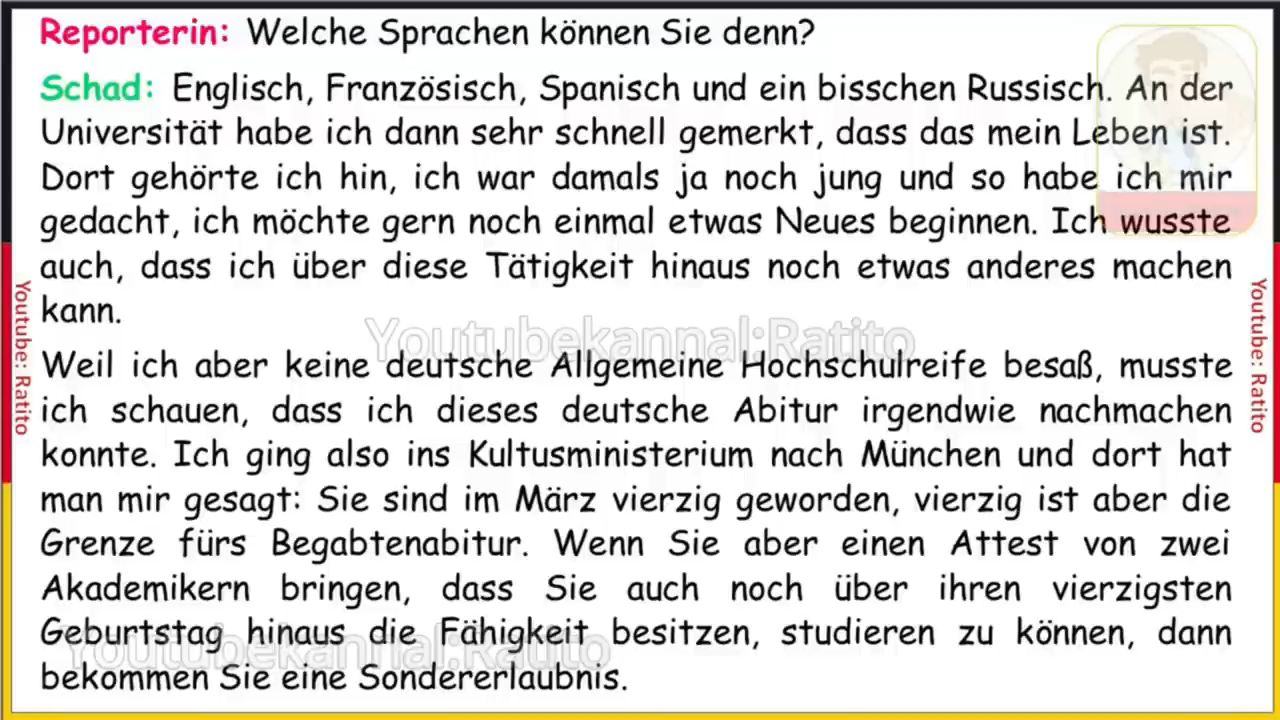 Reporterin: Welche Sprachen können Sie denn?
Schad: Englisch, Französisch, Spanisch und ein bisschen Russisch. An der
Universität habe ich dann sehr schnell gemerkt, dass das mein Leben ist.
Dort gehörte ich hin, ich war damals ja noch jung und so habe ich mir
gedacht, ich möchte gern noch einmal etwas Neues beginnen. Ich wusste
auch, dass ich über diese Tätigkeit hinaus noch etwas anderes machen
kann.
Youtubekannal:Ratito
Weil ich aber keine deutsche Allgemeine Hochschulreife besaß, musste
ich schauen, dass ich dieses deutsche Abitur irgendwie nachmachen
konnte. Ich ging also ins Kultusministerium nach München und dort hat
man mir gesagt: Sie sind im März vierzig geworden, vierzig ist aber die
Grenze fürs Begabtenabitur. Wenn Sie aber einen Attest von zwei
Akademikern bringen, dass Sie auch noch über ihren vierzigsten
Geburtstag hinaus die Fähigkeit besitzen, studieren zu können, dann
Youtubekannal:Ratito
bekommen Sie eine Sondererlaubnis.
Youtube: Ratito
Youtube: Ratito